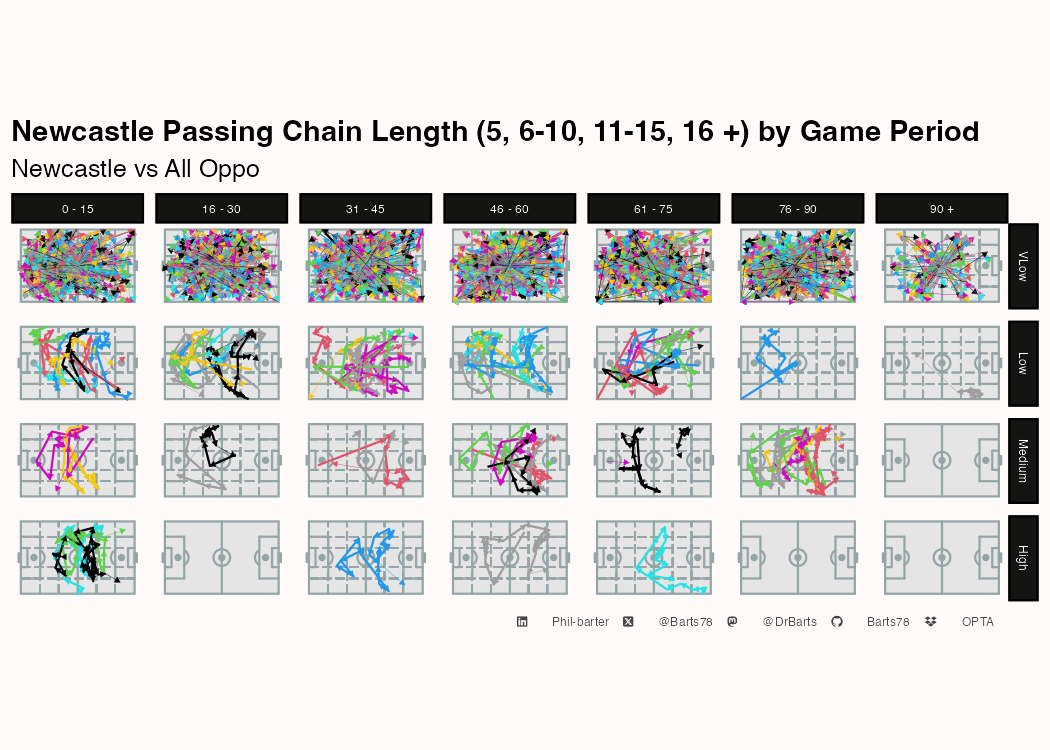 Newcastle Passing Chain Length (5, 6-10, 11-15, 16 +) by Game Period
Newcastle vs All Oppo
0 - 15 16 - 30 31 - 45 46 - 60 61 - 75 76 - 90 90 +
VLow
Low
Medium
High
Phil-barter @Barts78 @DrBarts Barts78 OPTA